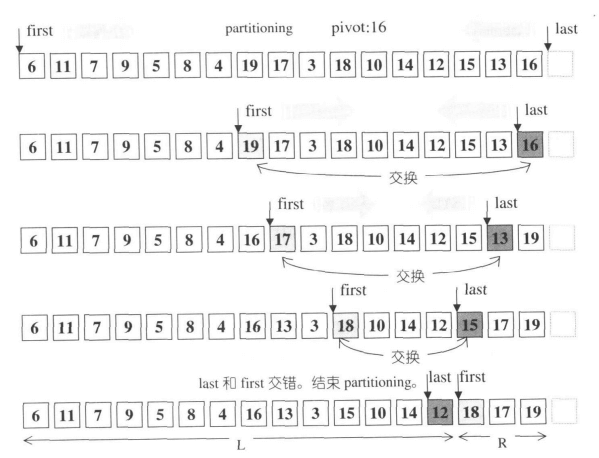 first partitioning pivot:16 last
6 11 7 9 5 8 4 19 17 3 18 10 14 12 15 13 16
first last
6 11 7 9 5 8 4 19 17 3 18 10 14 12 15 13 16
交换
first last
6 11 7 9 5 8 4 16 17 3 18 10 14 12 15 13 19
交换
first last
6 11 7 9 5 8 4 16 13 3 18 10 14 12 15 17 19
交换
last 和 first 交错。结束 partitioning。 last first
6 11 7 9 5 8 4 16 13 3 15 10 14 12 18 17 19
L R